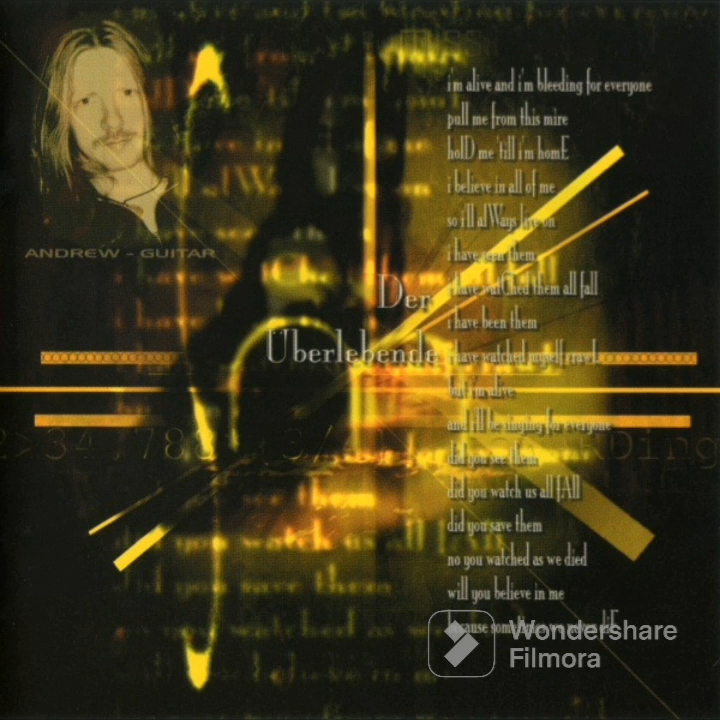 i'm alive and i'm bleeding for everyone
pull me from this mire
holD me 'till i'm homE
i believe in all of me
so i'll alWays live on
i have seen them
i have watChed them all fall
i have been them
i have watched myself crawl
but i'm alive
and i'll be singing for everyone
did you see them
did you watch us all fAll
did you save them
no you watched as we died
will you believe in me
because sometimes we
ANDREW - GUITAR
Der
Überlebende
Wondershare
Filmora